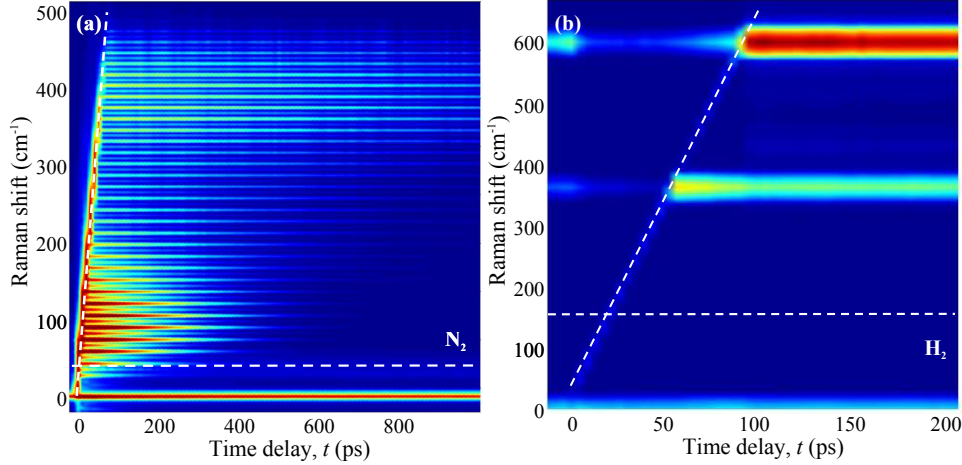 (a)
500
400
300
200
100
0
Raman shift (cm⁻¹)
N₂
0 200 400 600 800
Time delay, t (ps)
(b)
600
500
400
300
200
100
0
Raman shift (cm⁻¹)
H₂
0 50 100 150 200
Time delay, t (ps)